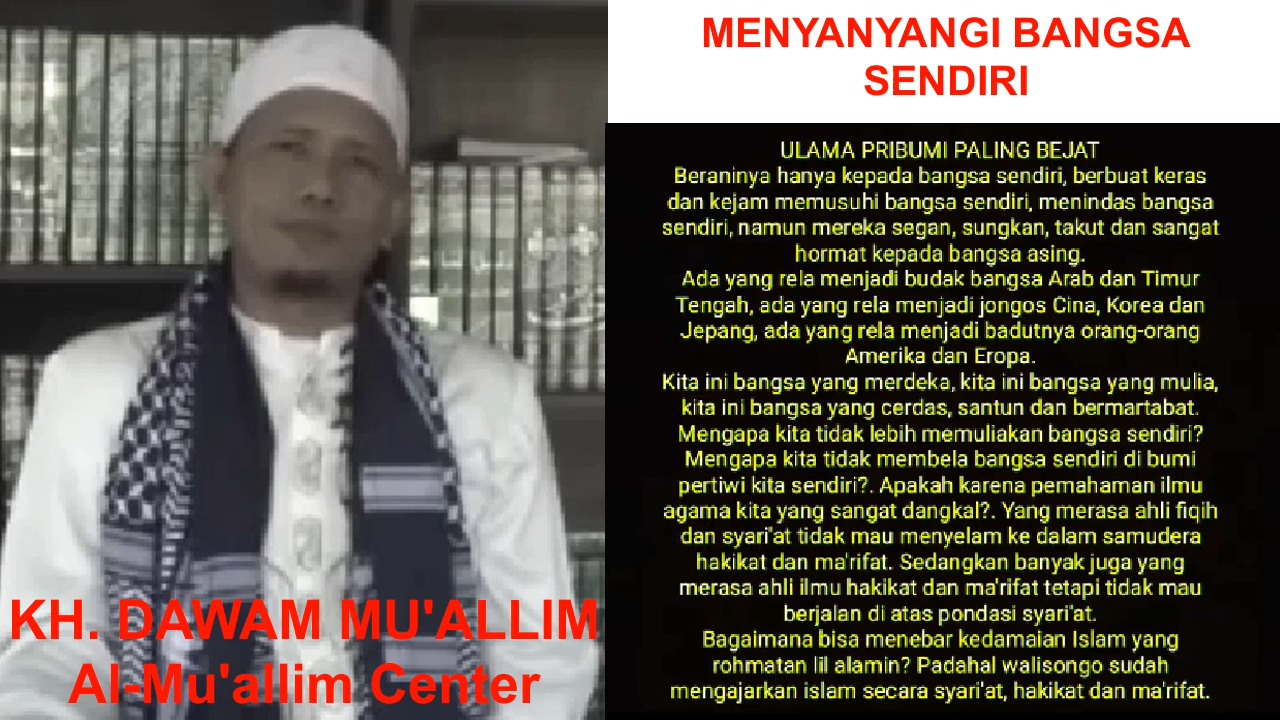 MENYANYANGI BANGSA
SENDIRI
ULAMA PRIBUMI PALING BEJAT
Beraninya hanya kepada bangsa sendiri, berbuat keras
dan kejam memusuhi bangsa sendiri, menindas bangsa
sendiri, namun mereka segan, sungkan, takut dan sangat
hormat kepada bangsa asing.
Ada yang rela menjadi budak bangsa Arab dan Timur
Tengah, ada yang rela menjadi jongos Cina, Korea dan
Jepang, ada yang rela menjadi badutnya orang-orang
Amerika dan Eropa.
Kita ini bangsa yang merdeka, kita ini bangsa yang mulia,
kita ini bangsa yang cerdas, santun dan bermartabat.
Mengapa kita tidak lebih memuliakan bangsa sendiri?
Mengapa kita tidak membela bangsa sendiri di bumi
pertiwi kita sendiri?. Apakah karena pemahaman ilmu
agama kita yang sangat dangkal?. Yang merasa ahli fiqih
dan syari'at tidak mau menyelam ke dalam samudera
hakikat dan ma'rifat. Sedangkan banyak juga yang
merasa ahli ilmu hakikat dan ma'rifat tetapi tidak mau
berjalan di atas pondasi syari'at.
Bagaimana bisa menebar kedamaian Islam yang
rohmatan lil alamin? Padahal walisongo sudah
mengajarkan islam secara syari'at, hakikat dan ma'rifat.
KH. DAWAM MU'ALLIM
Al-Mu'allim Center